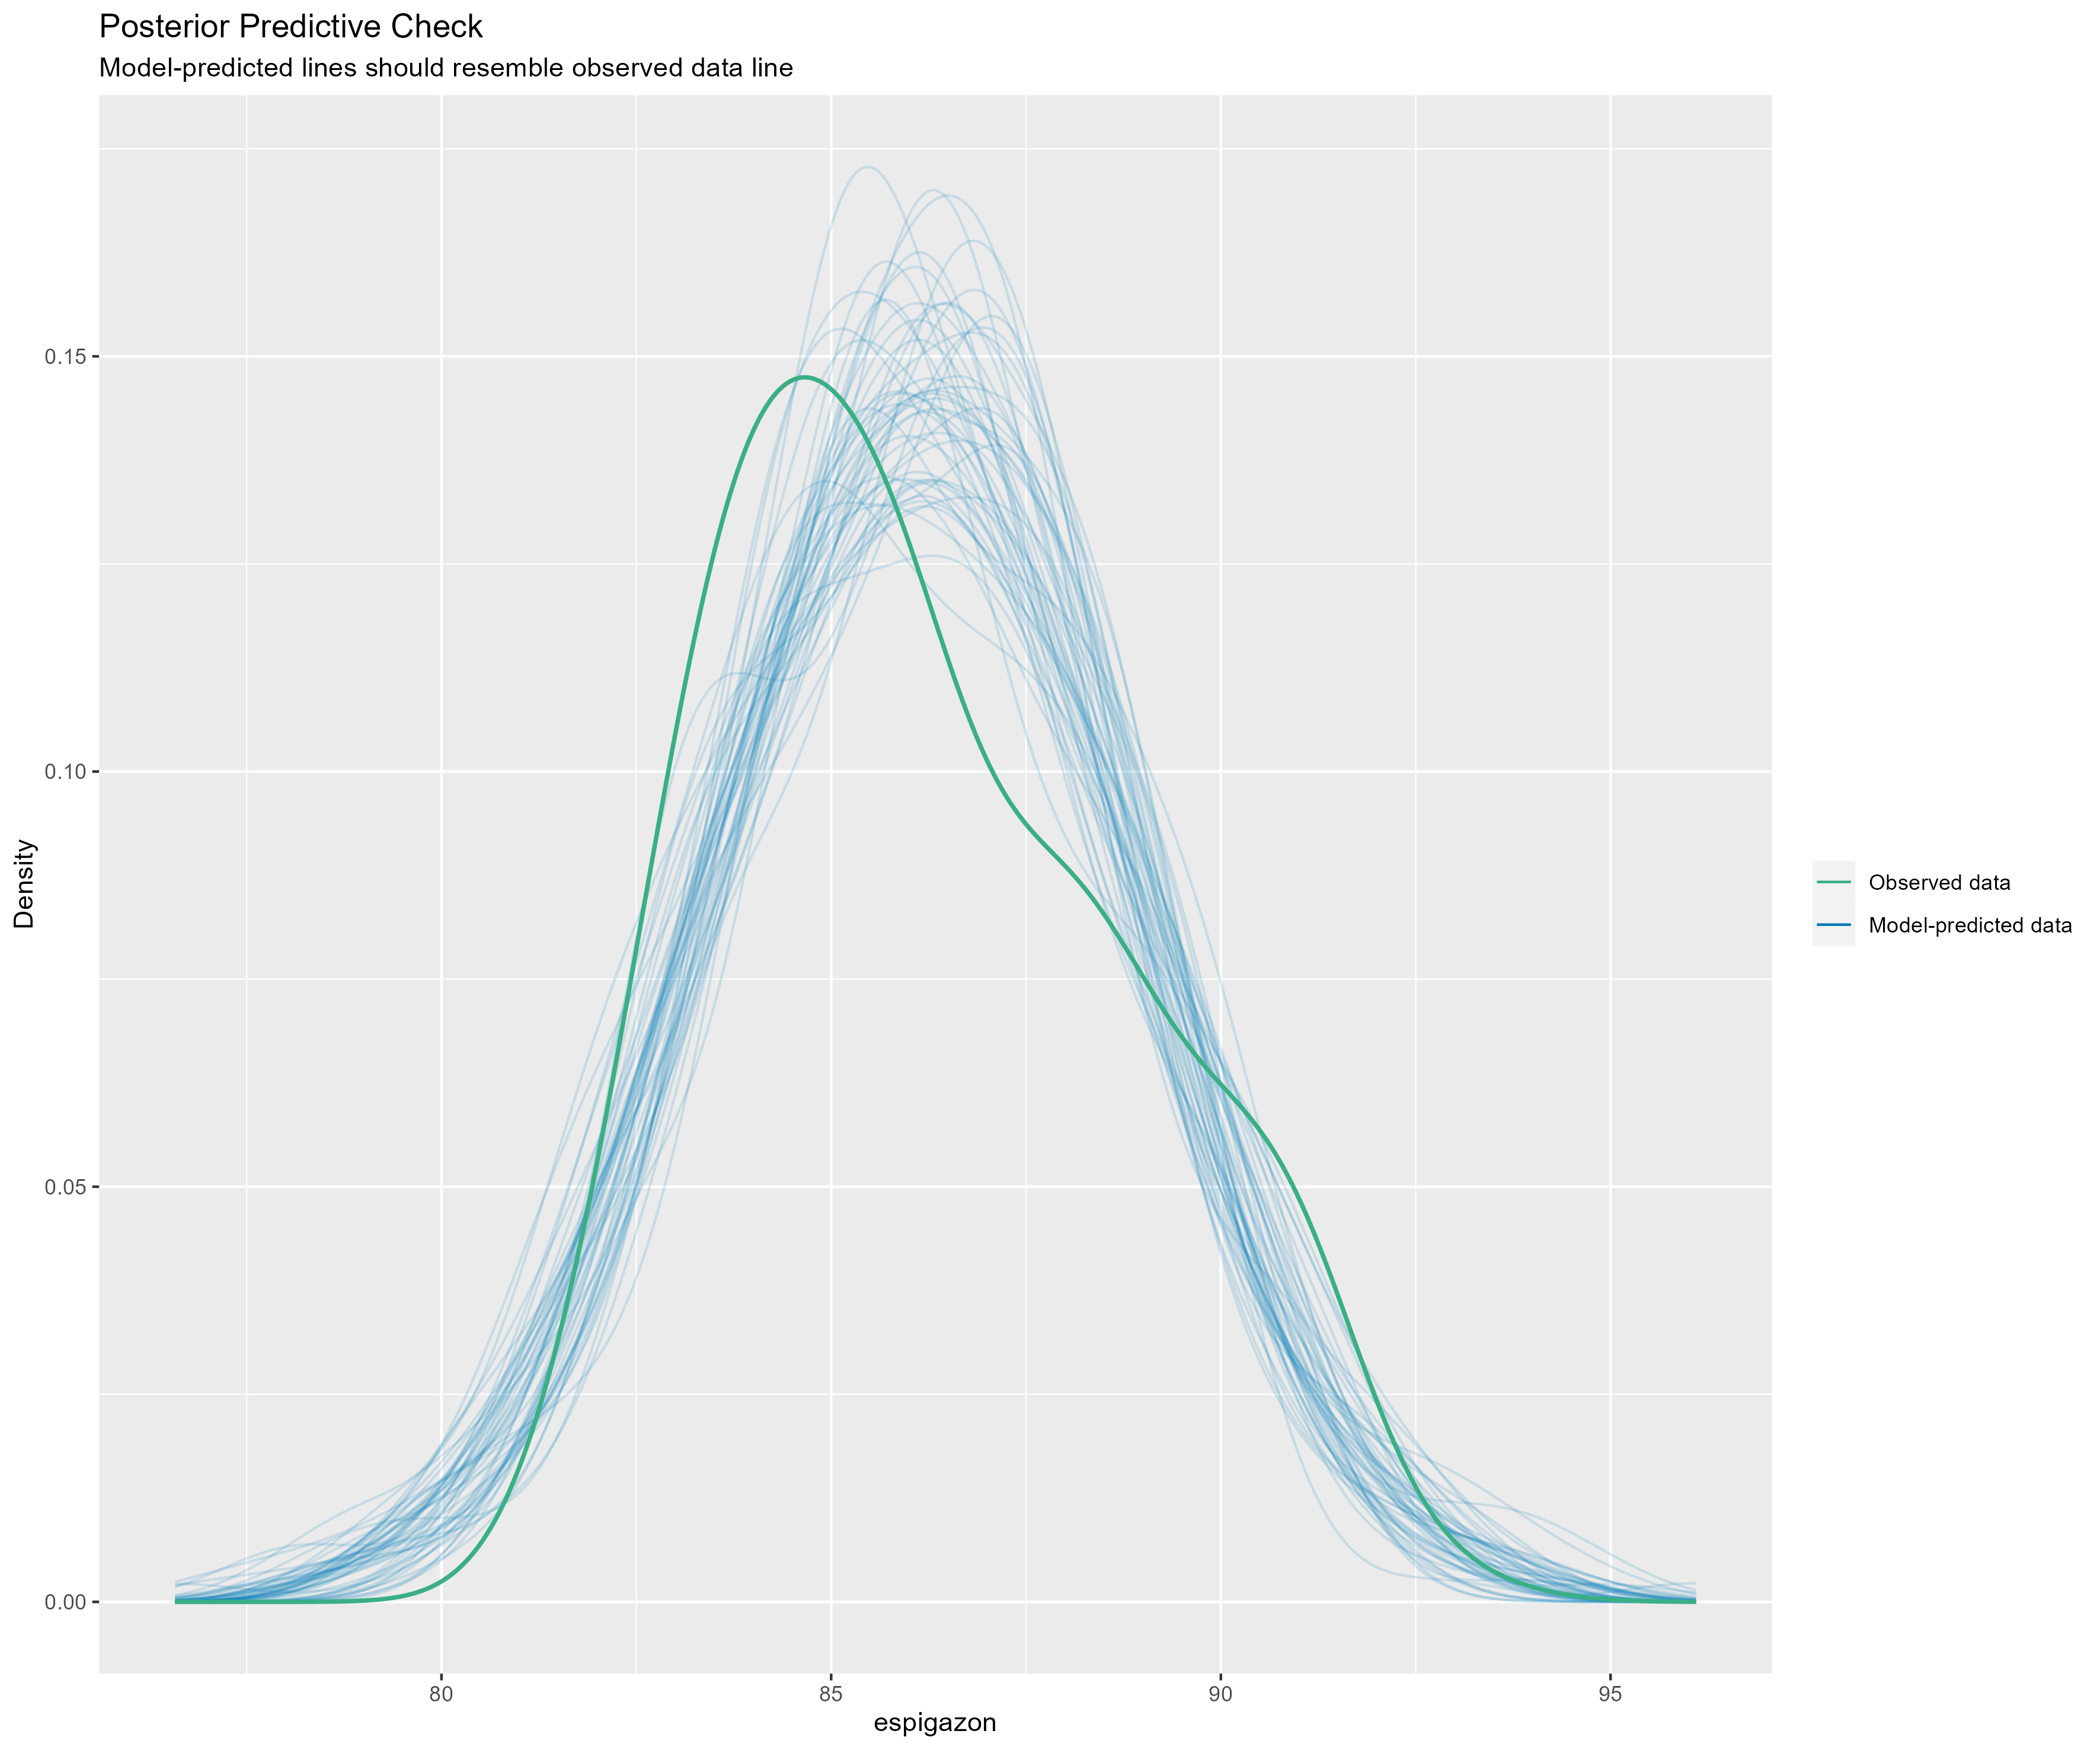 Posterior Predictive Check
Model-predicted lines should resemble observed data line
0.15
0.10
0.05
0.00
Density
80
85
90
95
espigazon
Observed data
Model-predicted data